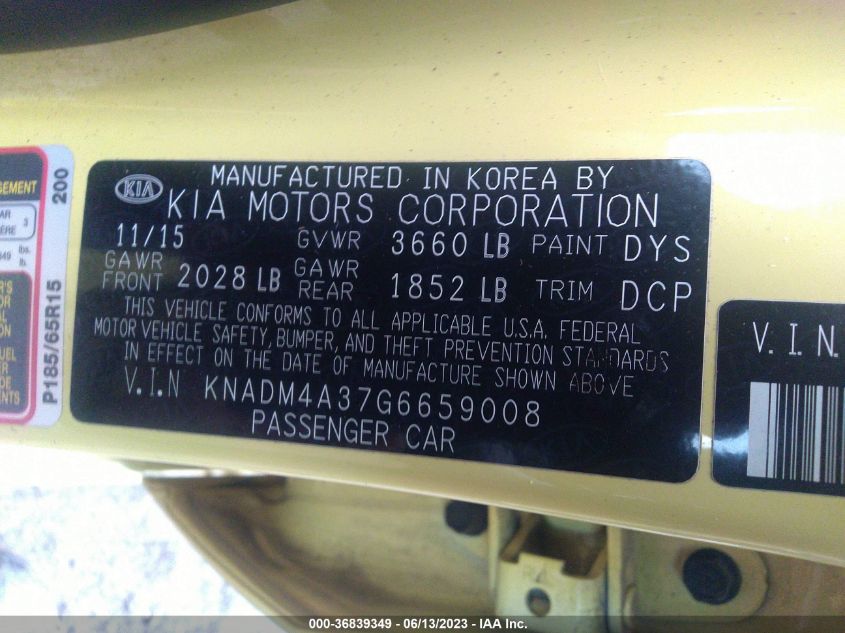 GEMENT
200
P185/65R15
KIA
MANUFACTURED IN KOREA BY
KIA MOTORS CORPORATION
11/15 GVWR 3660 LB PAINT DYS
GAWR FRONT 2028 LB GAWR REAR 1852 LB TRIM DCP
THIS VEHICLE CONFORMS TO ALL APPLICABLE U.S.A. FEDERAL
MOTOR VEHICLE SAFETY, BUMPER, AND THEFT PREVENTION STANDARDS
IN EFFECT ON THE DATE OF MANUFACTURE SHOWN ABOVE
V.I.N KNADM4A37G6659008
PASSENGER CAR
V.I.N.
000-36839349 - 06/13/2023 - IAA Inc.